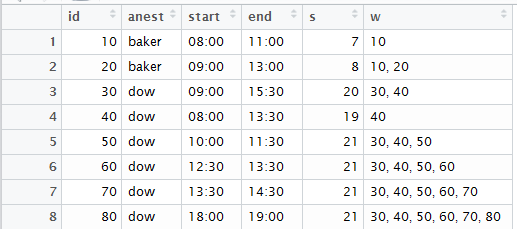 id anest start end s w
1 10 baker 08:00 11:00 7 10
2 20 baker 09:00 13:00 8 10, 20
3 30 dow 09:00 15:30 20 30, 40
4 40 dow 08:00 13:30 19 40
5 50 dow 10:00 11:30 21 30, 40, 50
6 60 dow 12:30 13:30 21 30, 40, 50, 60
7 70 dow 13:30 14:30 21 30, 40, 50, 60, 70
8 80 dow 18:00 19:00 21 30, 40, 50, 60, 70, 80